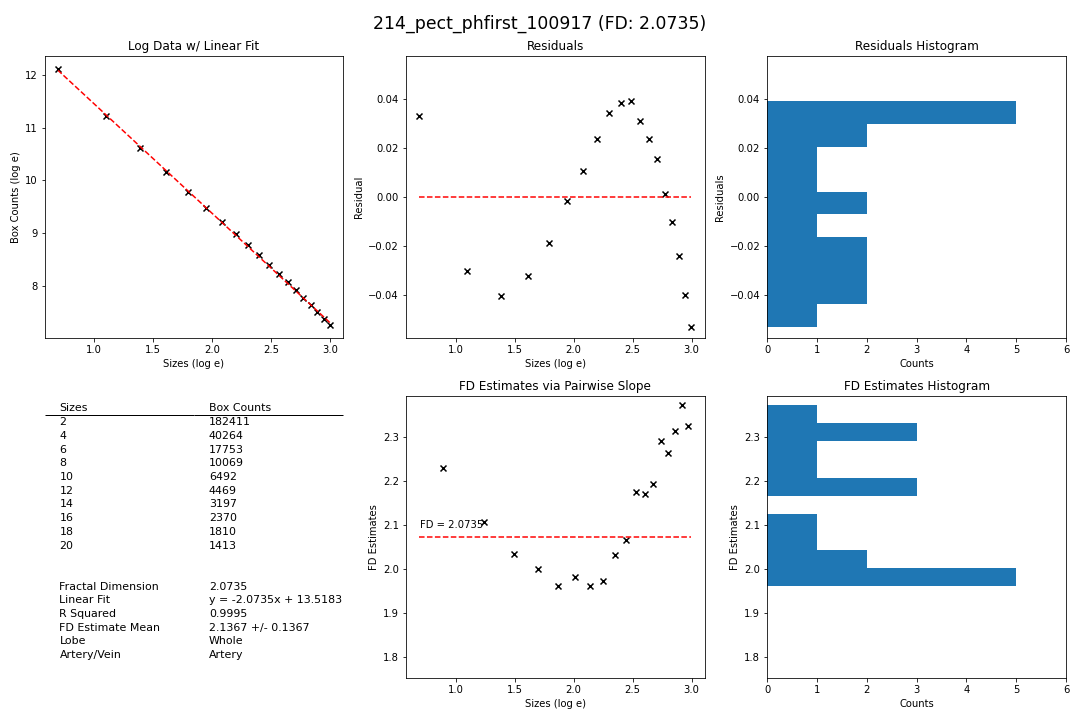 214_pect_phfirst_100917 (FD: 2.0735)
Log Data w/ Linear Fit
12
11
10
9
8
Box Counts (log e)
1.0 1.5 2.0 2.5 3.0
Sizes (log e)
Residuals
0.04
0.02
0.00
−0.02
−0.04
Residual
1.0 1.5 2.0 2.5 3.0
Sizes (log e)
Residuals Histogram
0.04
0.02
0.00
−0.02
−0.04
Residuals
0 1 2 3 4 5 6
Counts
Sizes Box Counts
2 182411
4 40264
6 17753
8 10069
10 6492
12 4469
14 3197
16 2370
18 1810
20 1413
Fractal Dimension 2.0735
Linear Fit y = -2.0735x + 13.5183
R Squared 0.9995
FD Estimate Mean 2.1367 +/- 0.1367
Lobe Whole
Artery/Vein Artery
FD Estimates via Pairwise Slope
2.3
2.2
2.1
2.0
1.9
1.8
FD Estimates
FD = 2.0735
1.0 1.5 2.0 2.5 3.0
Sizes (log e)
FD Estimates Histogram
2.3
2.2
2.1
2.0
1.9
1.8
FD Estimates
0 1 2 3 4 5 6
Counts